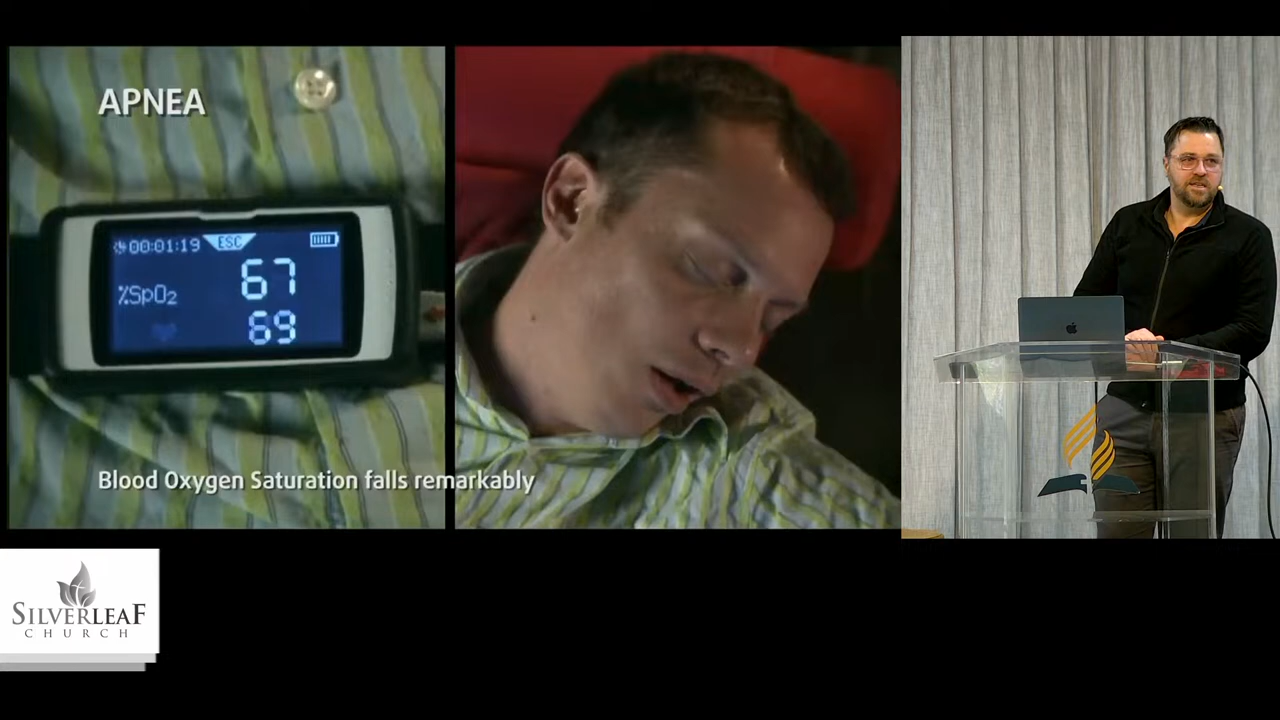 APNEA
00:01:19 ESC
%SpO₂ 67
69
Blood Oxygen Saturation falls remarkably
SILVERLEAF
CHURCH